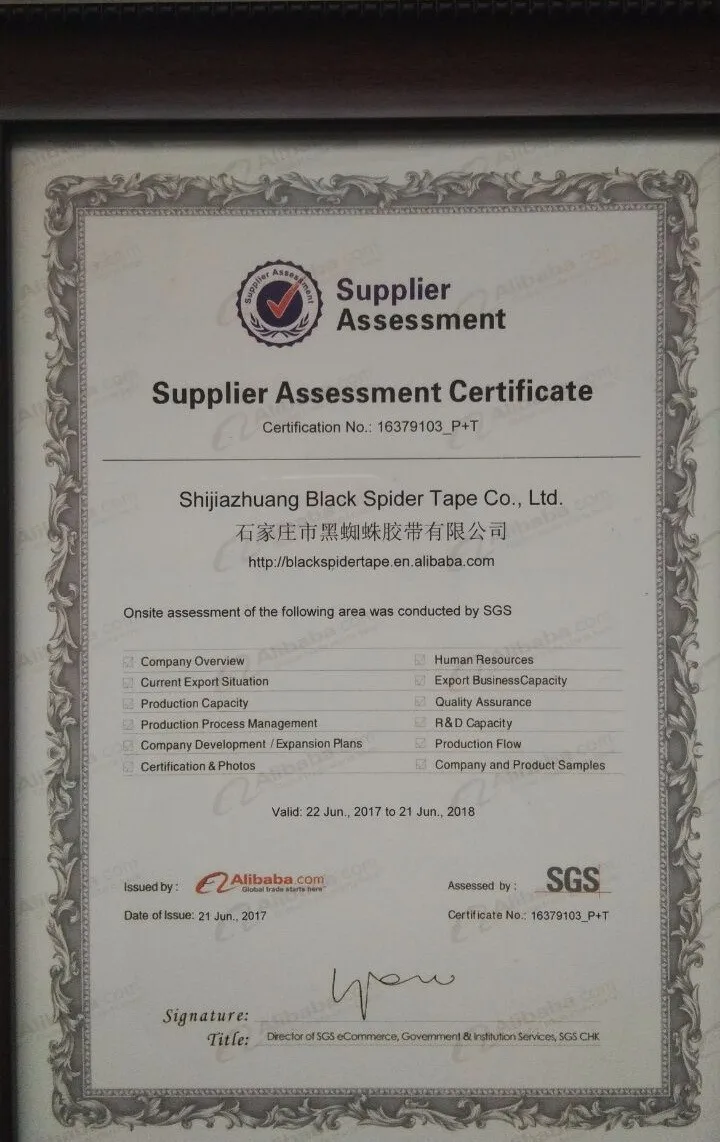 Supplier Assessment
Supplier
Assessment
Supplier Assessment Certificate
Certification No.: 16379103_P+T
Shijiazhuang Black Spider Tape Co., Ltd.
石家庄市黑蜘蛛胶带有限公司
http://blackspidertape.en.alibaba.com
Onsite assessment of the following area was conducted by SGS
Company Overview
Human Resources
Current Export Situation
Export BusinessCapacity
Production Capacity
Quality Assurance
Production Process Management
R&D Capacity
Company Development / Expansion Plans
Production Flow
Certification & Photos
Company and Product Samples
Valid: 22 Jun., 2017 to 21 Jun., 2018
Issued by : Alibaba.com
Global trade starts here™
Assessed by : SGS
Date of Issue: 21 Jun., 2017
Certificate No.: 16379103_P+T
Signature:
Title: Director of SGS eCommerce, Government & Institution Services, SGS CHK